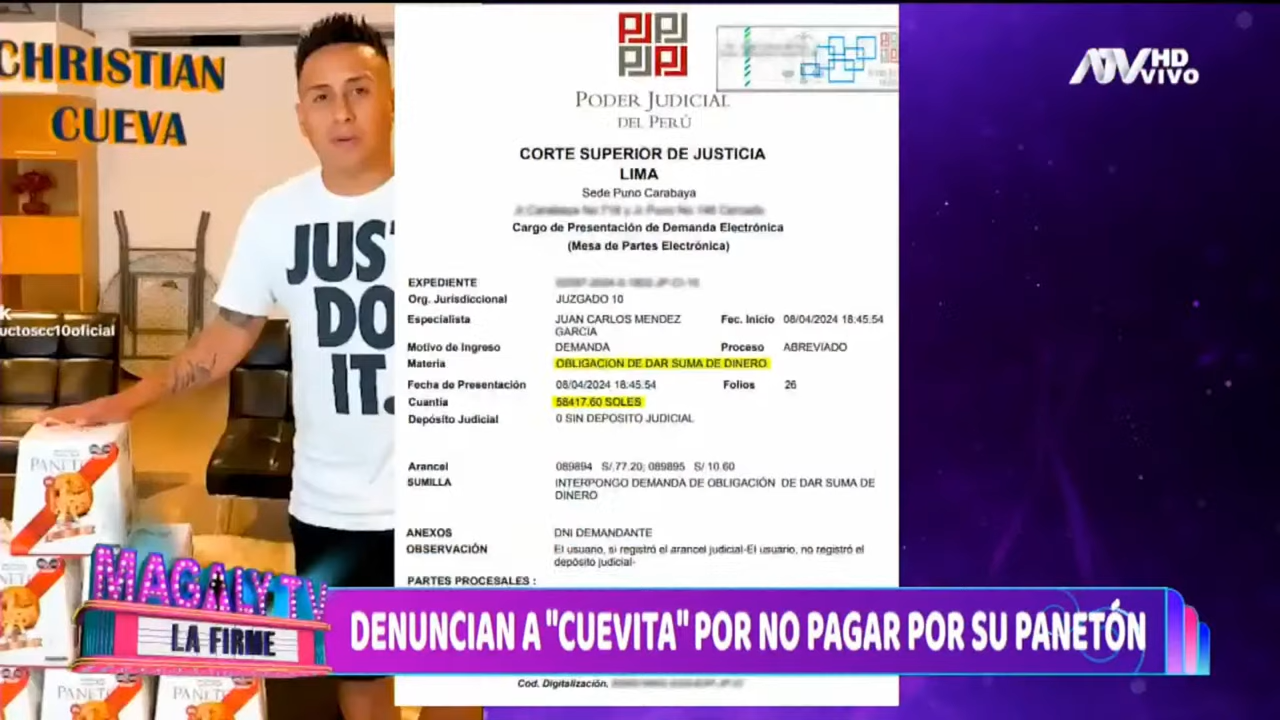 CHRISTIAN
CUEVA
JUST
DO
IT.
uctoscc10oficial
PANET
PANETO
PANET
MAGALY TV
LA FIRME
PODER JUDICIAL
DEL PERÚ
CORTE SUPERIOR DE JUSTICIA
LIMA
Sede Puno Carabaya
Cargo de Presentación de Demanda Electrónica
(Mesa de Partes Electrónica)
EXPEDIENTE
Org. Jurisdiccional JUZGADO 10
Especialista JUAN CARLOS MENDEZ GARCIA Fec. Inicio 08/04/2024 18:45:54
Motivo de Ingreso DEMANDA Proceso ABREVIADO
Materia OBLIGACION DE DAR SUMA DE DINERO
Fecha de Presentación 08/04/2024 18:45:54 Folios 26
Cuantía 58417.60 SOLES
Depósito Judicial 0 SIN DEPOSITO JUDICIAL
Arancel 089894 S/.77.20; 089895 S/ 10.60
SUMILLA INTERPONGO DEMANDA DE OBLIGACIÓN DE DAR SUMA DE
DINERO
ANEXOS DNI DEMANDANTE
OBSERVACIÓN El usuario, si registró el arancel judicial-El usuario, no registró el
depósito judicial-
PARTES PROCESALES :
DENUNCIAN A "CUEVITA" POR NO PAGAR POR SU PANETÓN
Cod. Digitalización,
ATV HD
VIVO